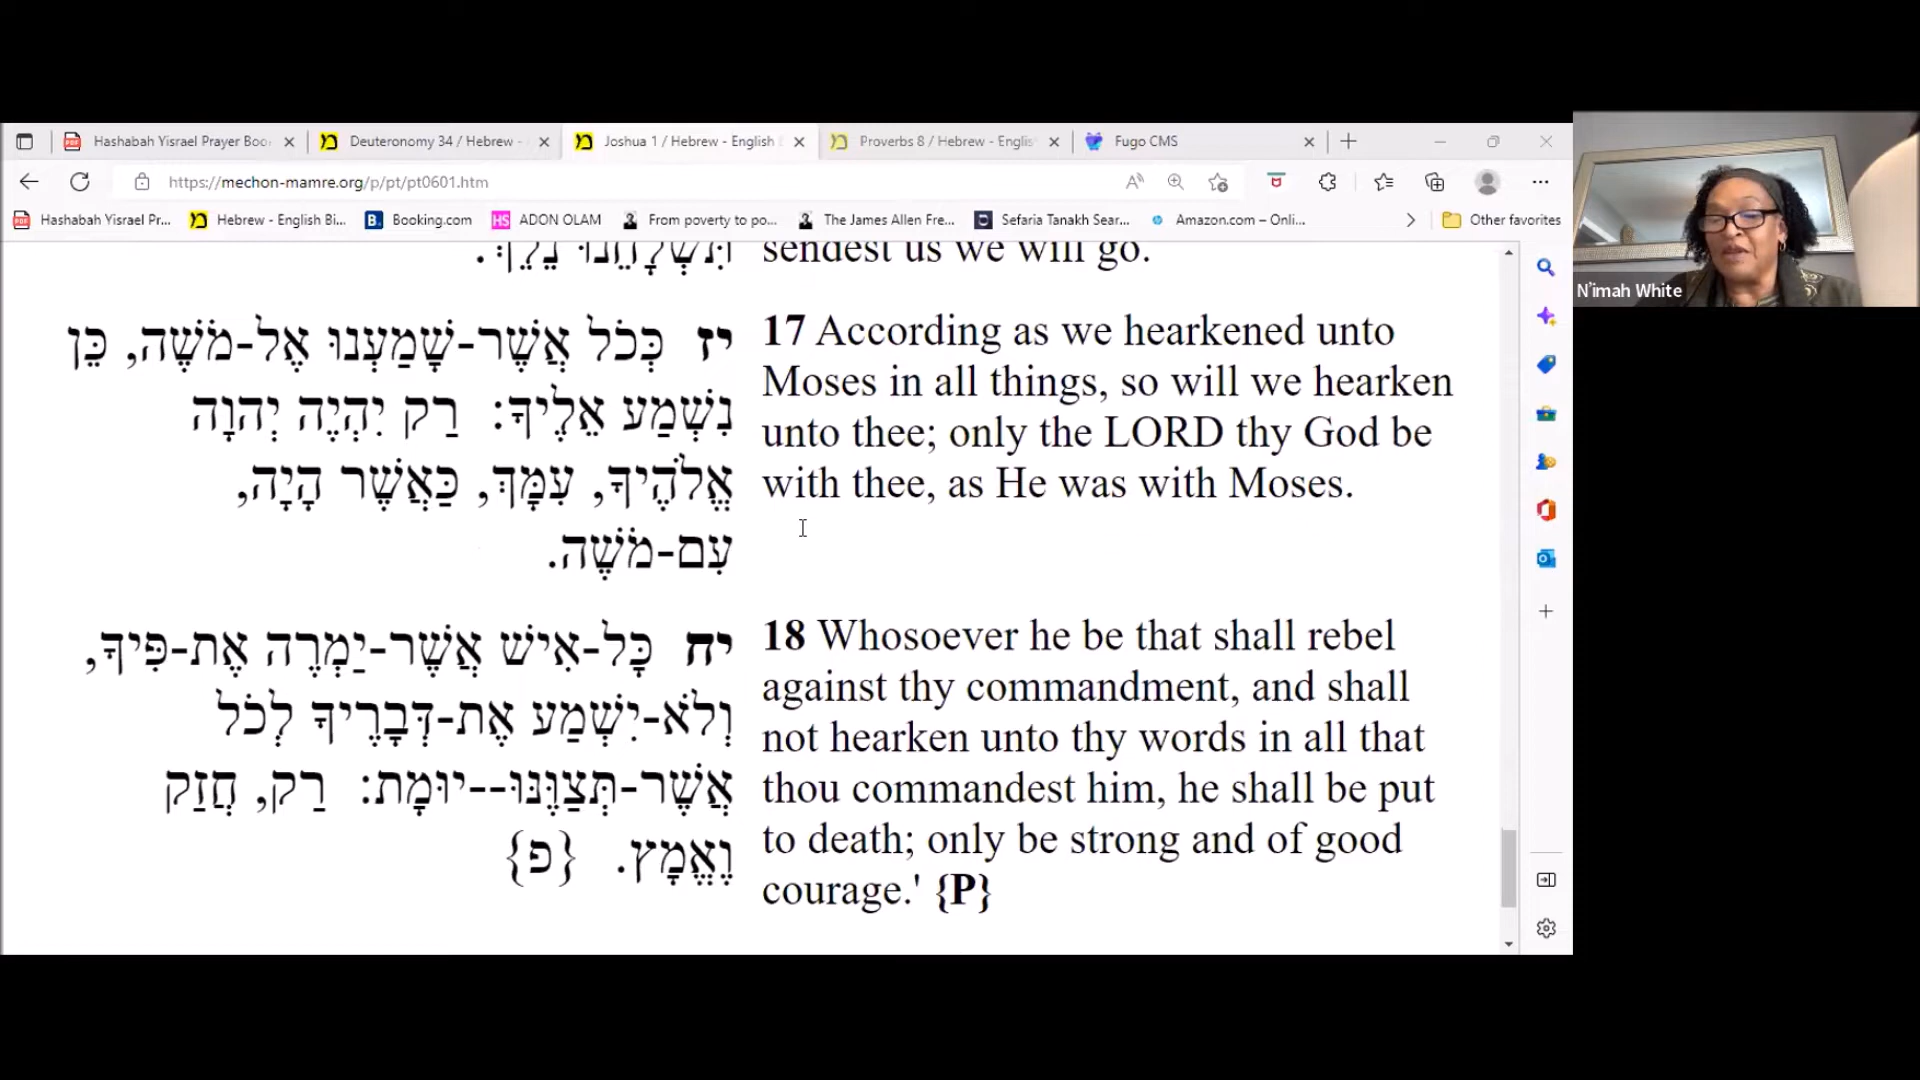 Hashabah Yisrael Prayer Boo
Deuteronomy 34 / Hebrew -
Joshua 1 / Hebrew - English
Proverbs 8 / Hebrew - Englis
Fugo CMS
https://mechon-mamre.org/p/pt/pt0601.htm
Hashabah Yisrael Pr...
Hebrew - English Bi...
Booking.com
ADON OLAM
From poverty to po...
The James Allen Fre...
Sefaria Tanakh Sear...
Amazon.com – Onli...
Other favorites
תִּשְׁלָחֵנוּ נֵלֵךְ.
sendest us we will go.
יז כְּכֹל אֲשֶׁר-שָׁמַעְנוּ אֶל-מֹשֶׁה, כֵּן
נִשְׁמַע אֵלֶיךָ: רַק יִהְיֶה יְהוָה
אֱלֹהֶיךָ, עִמָּךְ, כַּאֲשֶׁר הָיָה,
עִם-מֹשֶׁה.
17 According as we hearkened unto
Moses in all things, so will we hearken
unto thee; only the LORD thy God be
with thee, as He was with Moses.
יח כָּל-אִישׁ אֲשֶׁר-יַמְרֶה אֶת-פִּיךָ,
וְלֹא-יִשְׁמַע אֶת-דְּבָרֶיךָ לְכֹל
אֲשֶׁר-תְּצַוֶּנּוּ--יוּמָת: רַק, חֲזַק
וֶאֱמָץ. {פ}
18 Whosoever he be that shall rebel
against thy commandment, and shall
not hearken unto thy words in all that
thou commandest him, he shall be put
to death; only be strong and of good
courage.' {P}
N'imah White